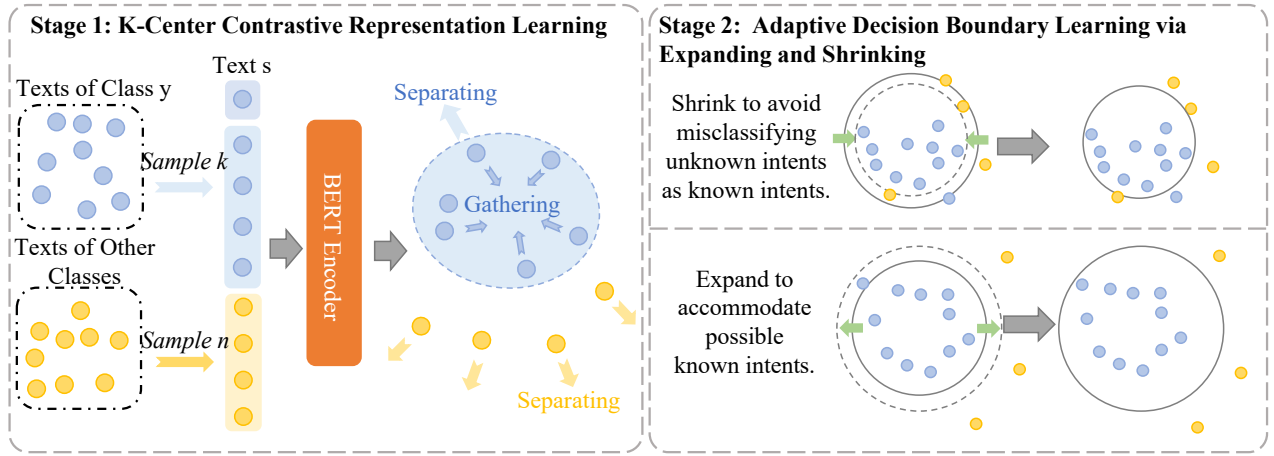 Stage 1: K-Center Contrastive Representation Learning
Text s
Texts of Class y
Sample k
Texts of Other
Classes
Sample n
BERT Encoder
Separating
Gathering
Separating
Stage 2: Adaptive Decision Boundary Learning via
Expanding and Shrinking
Shrink to avoid
misclassifying
unknown intents
as known intents.
Expand to
accommodate
possible
known intents.